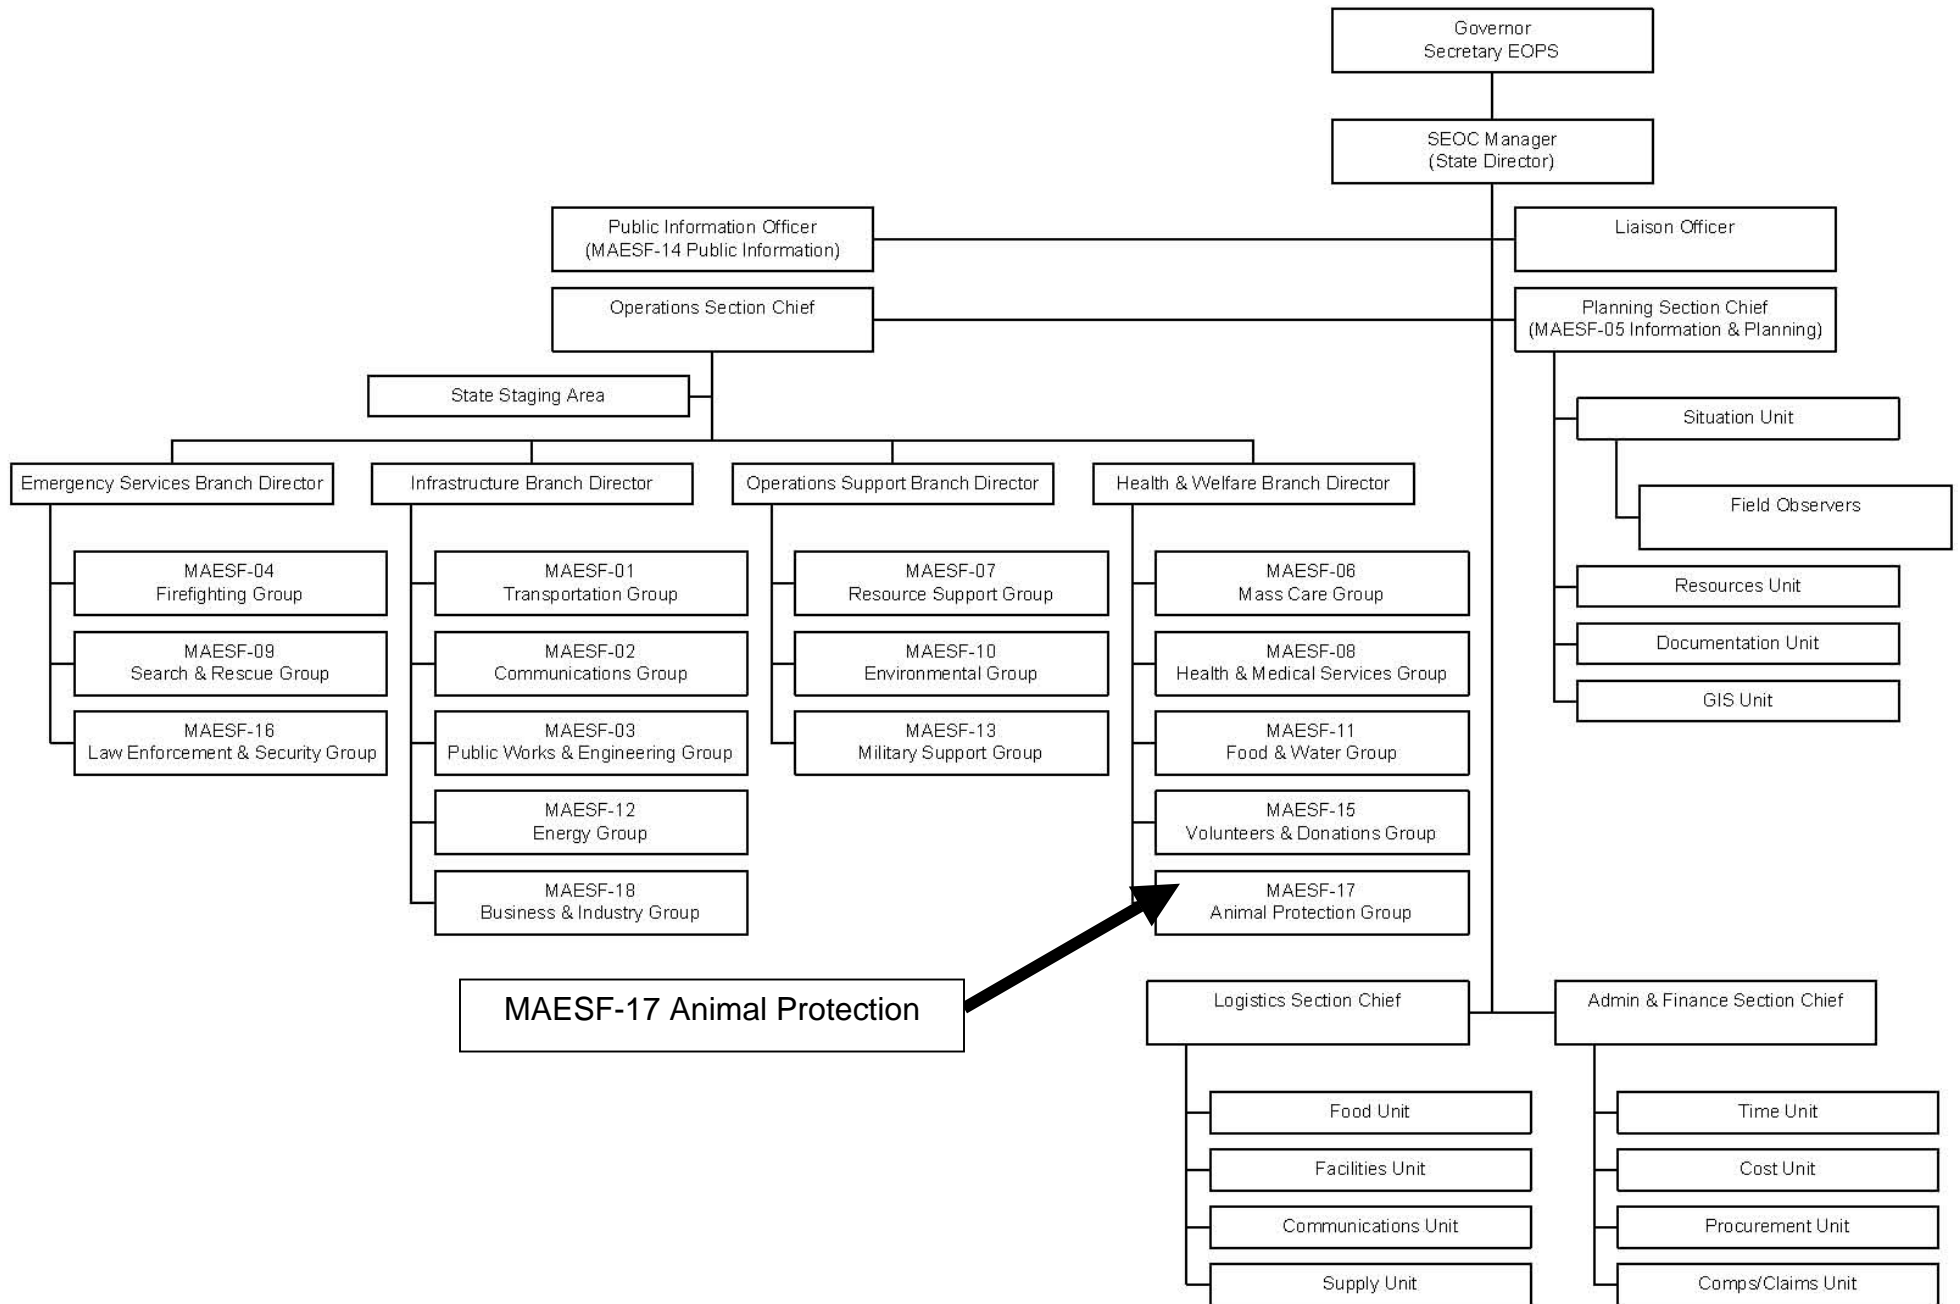 Governor
Secretary EOPS
SEOC Manager
(State Director)
Public Information Officer
(MAESF-14 Public Information)
Liaison Officer
Operations Section Chief
Planning Section Chief
(MAESF-05 Information & Planning)
State Staging Area
Situation Unit
Field Observers
Resources Unit
Documentation Unit
GIS Unit
Emergency Services Branch Director
MAESF-04
Firefighting Group
MAESF-09
Search & Rescue Group
MAESF-16
Law Enforcement & Security Group
Infrastructure Branch Director
MAESF-01
Transportation Group
MAESF-02
Communications Group
MAESF-03
Public Works & Engineering Group
MAESF-12
Energy Group
MAESF-18
Business & Industry Group
Operations Support Branch Director
MAESF-07
Resource Support Group
MAESF-10
Environmental Group
MAESF-13
Military Support Group
Health & Welfare Branch Director
MAESF-06
Mass Care Group
MAESF-08
Health & Medical Services Group
MAESF-11
Food & Water Group
MAESF-15
Volunteers & Donations Group
MAESF-17
Animal Protection Group
MAESF-17 Animal Protection
Logistics Section Chief
Food Unit
Facilities Unit
Communications Unit
Supply Unit
Admin & Finance Section Chief
Time Unit
Cost Unit
Procurement Unit
Comps/Claims Unit